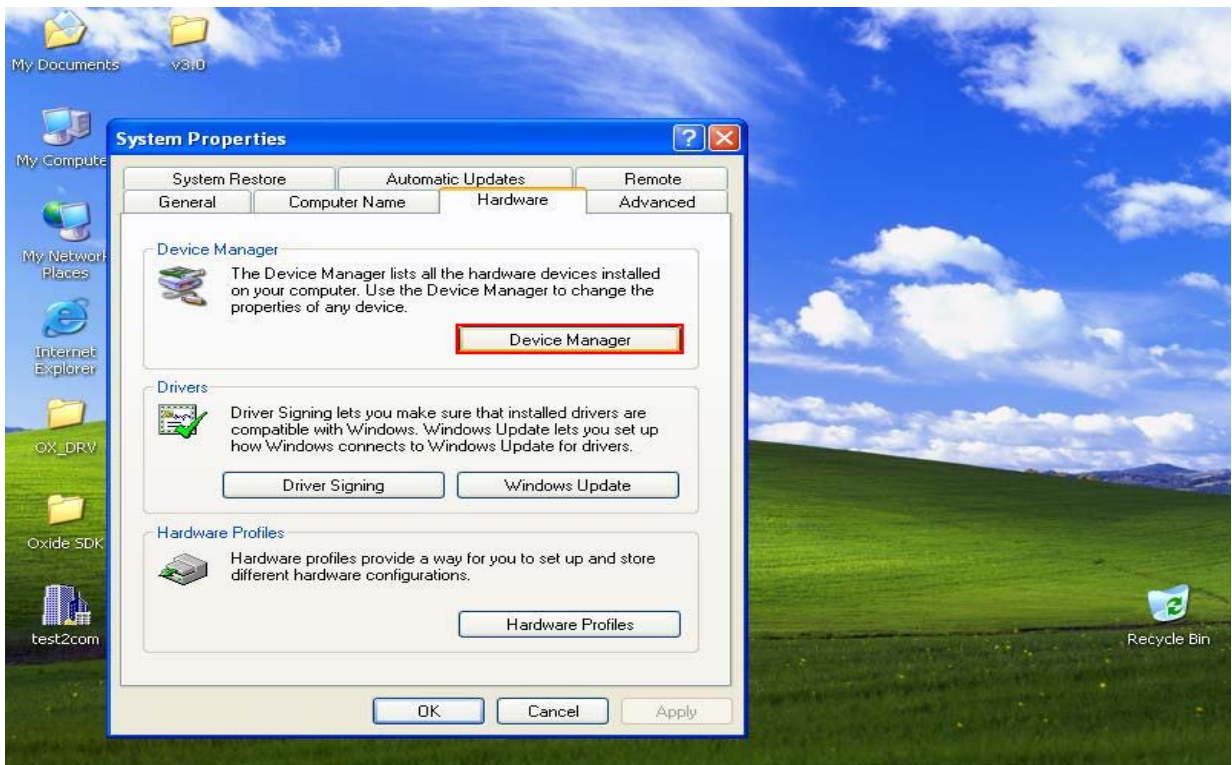 My Documents
v3.0
My Compute
My Network
Places
Internet
Explorer
OX_DRV
Oxide SDK
test2com
System Properties
System Restore
Automatic Updates
Remote
General
Computer Name
Hardware
Advanced
Device Manager
The Device Manager lists all the hardware devices installed
on your computer. Use the Device Manager to change the
properties of any device.
Device Manager
Drivers
Driver Signing lets you make sure that installed drivers are
compatible with Windows. Windows Update lets you set up
how Windows connects to Windows Update for drivers.
Driver Signing
Windows Update
Hardware Profiles
Hardware profiles provide a way for you to set up and store
different hardware configurations.
Hardware Profiles
OK
Cancel
Apply
Recycle Bin